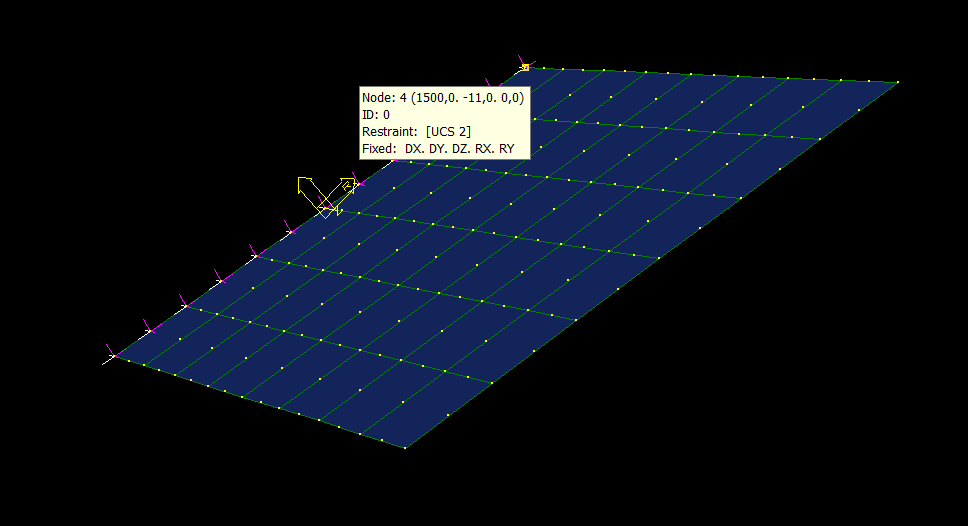 Node: 4 (1500,0. -11,0. 0,0)
ID: 0
Restraint: [UCS 2]
Fixed: DX. DY. DZ. RX. RY